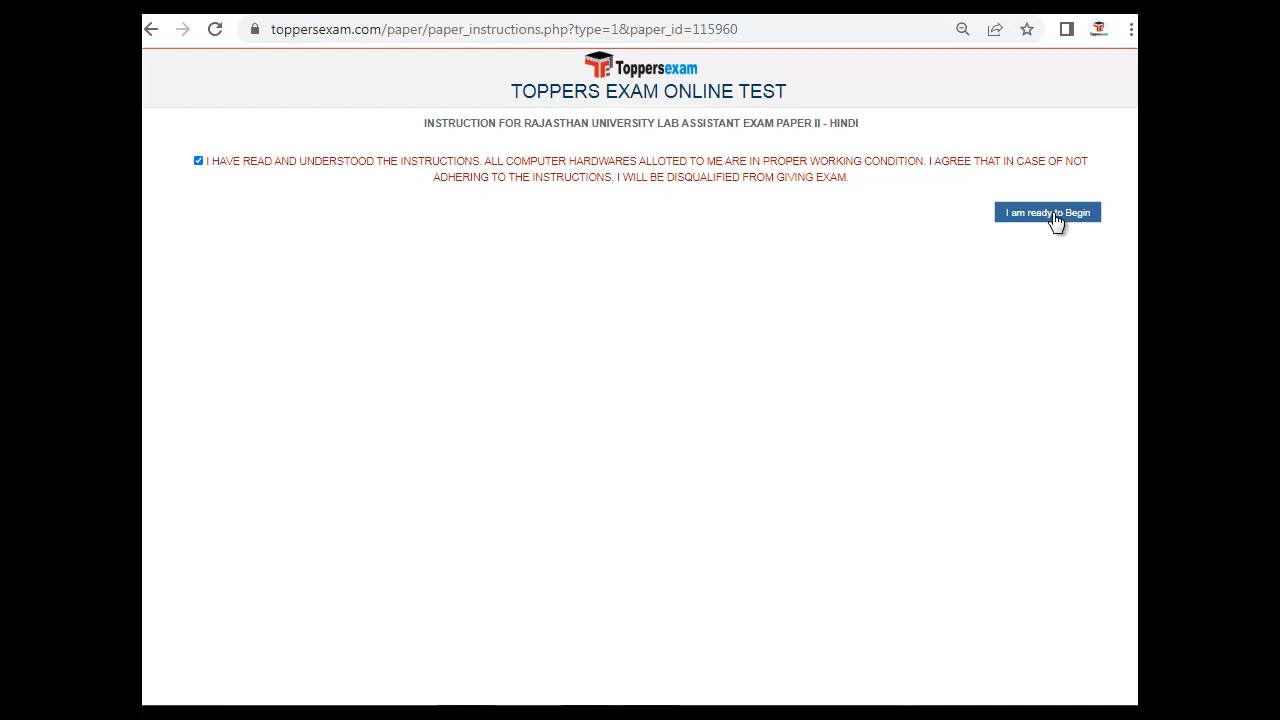 toppersexam.com/paper/paper_instructions.php?type=1&paper_id=115960
Toppersexam
TOPPERS EXAM ONLINE TEST
INSTRUCTION FOR RAJASTHAN UNIVERSITY LAB ASSISTANT EXAM PAPER II - HINDI
I HAVE READ AND UNDERSTOOD THE INSTRUCTIONS. ALL COMPUTER HARDWARES ALLOTED TO ME ARE IN PROPER WORKING CONDITION. I AGREE THAT IN CASE OF NOT
ADHERING TO THE INSTRUCTIONS, I WILL BE DISQUALIFIED FROM GIVING EXAM.
I am ready to Begin